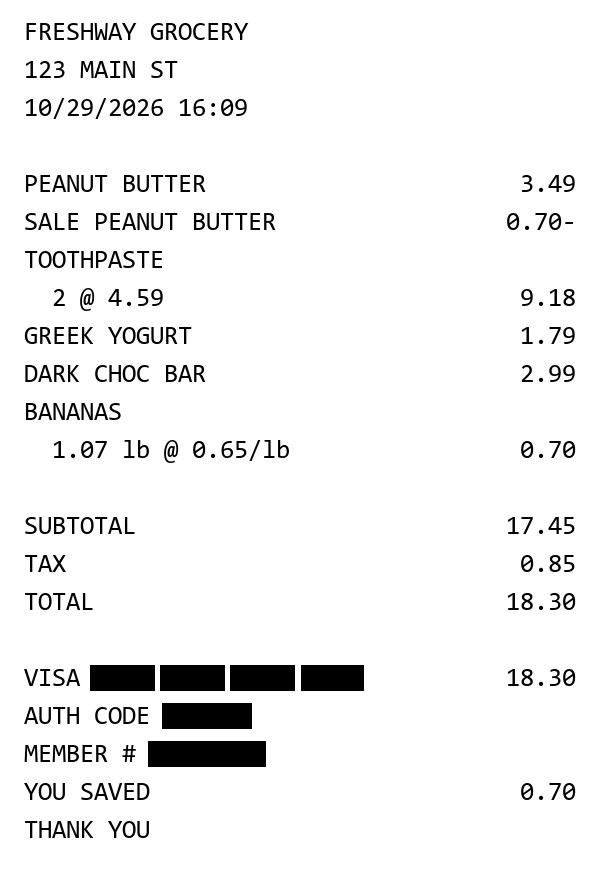 FRESHWAY GROCERY
123 MAIN ST
10/29/2026 16:09
PEANUT BUTTER 3.49
SALE PEANUT BUTTER 0.70-
TOOTHPASTE
2 @ 4.59 9.18
GREEK YOGURT 1.79
DARK CHOC BAR 2.99
BANANAS
1.07 lb @ 0.65/lb 0.70
SUBTOTAL 17.45
TAX 0.85
TOTAL 18.30
VISA 18.30
AUTH CODE
MEMBER #
YOU SAVED 0.70
THANK YOU